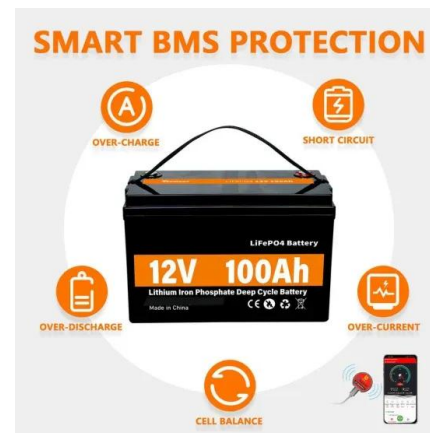 SMART BMS PROTECTION
OVER-CHARGE
SHORT CIRCUIT
LiFePO4 Battery
12V 100Ah
Lithium Iron Phosphate Deep Cycle Battery
Made in China
CE
OVER-DISCHARGE
OVER-CURRENT
CELL BALANCE